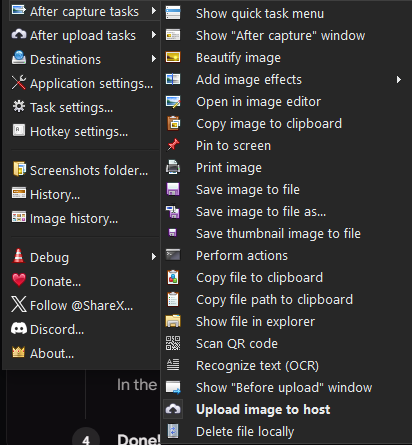 After capture tasks
After upload tasks
Destinations
Application settings...
Task settings...
Hotkey settings...
Screenshots folder...
History...
Image history...
Debug
Donate...
Follow @ShareX...
Discord...
About...
Show quick task menu
Show "After capture" window
Beautify image
Add image effects
Open in image editor
Copy image to clipboard
Pin to screen
Print image
Save image to file
Save image to file as...
Save thumbnail image to file
Perform actions
Copy file to clipboard
Copy file path to clipboard
Show file in explorer
Scan QR code
Recognize text (OCR)
Show "Before upload" window
Upload image to host
Delete file locally
In the
4 Done!